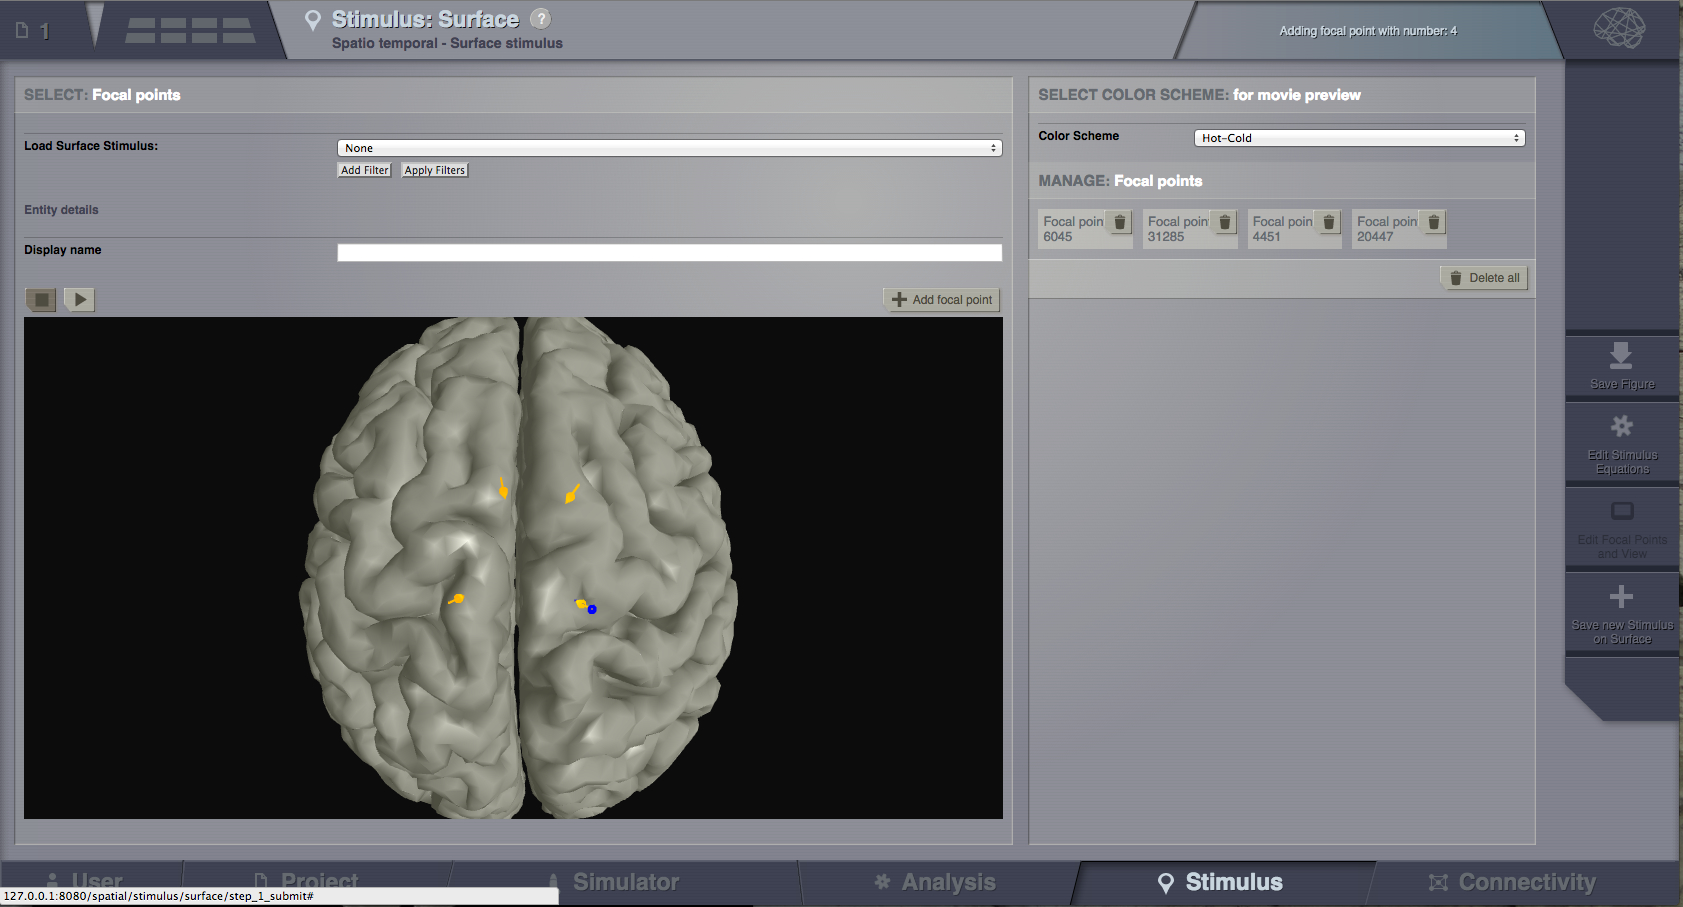 1
Stimulus: Surface ?
Spatio temporal - Surface stimulus
Adding focal point with number: 4
SELECT: Focal points
Load Surface Stimulus:
None
Add Filter
Apply Filters
Entity details
Display name
Add focal point
SELECT COLOR SCHEME: for movie preview
Color Scheme
Hot-Cold
MANAGE: Focal points
Focal poin
6045
Focal poin
31285
Focal poin
4451
Focal poin
20447
Delete all
Save Figure
Edit Stimulus
Equations
Edit Focal Points
and View
Save new Stimulus
on Surface
User
Project
Simulator
Analysis
Stimulus
Connectivity
127.0.0.1:8080/spatial/stimulus/surface/step_1_submit#